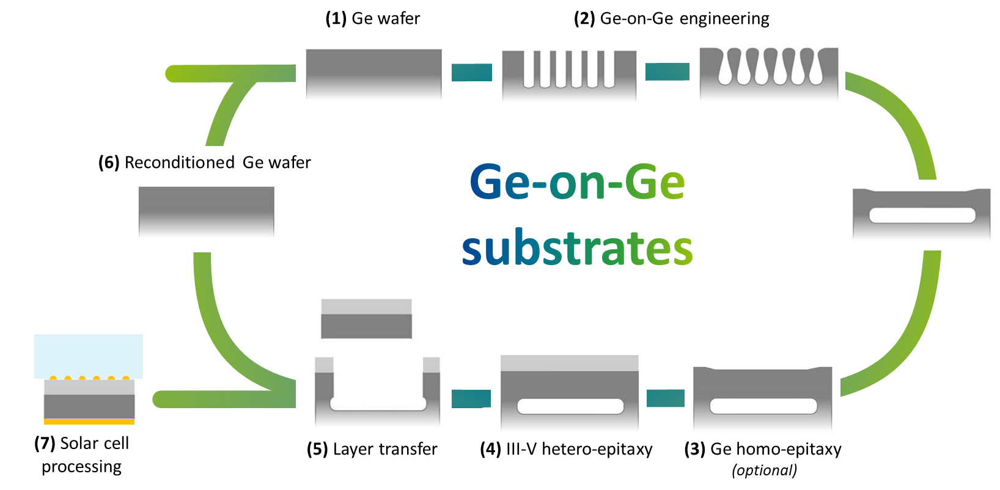 (1) Ge wafer
(2) Ge-on-Ge engineering
(6) Reconditioned Ge wafer
Ge-on-Ge
substrates
(7) Solar cell
processing
(5) Layer transfer
(4) III-V hetero-epitaxy
(3) Ge homo-epitaxy
(optional)